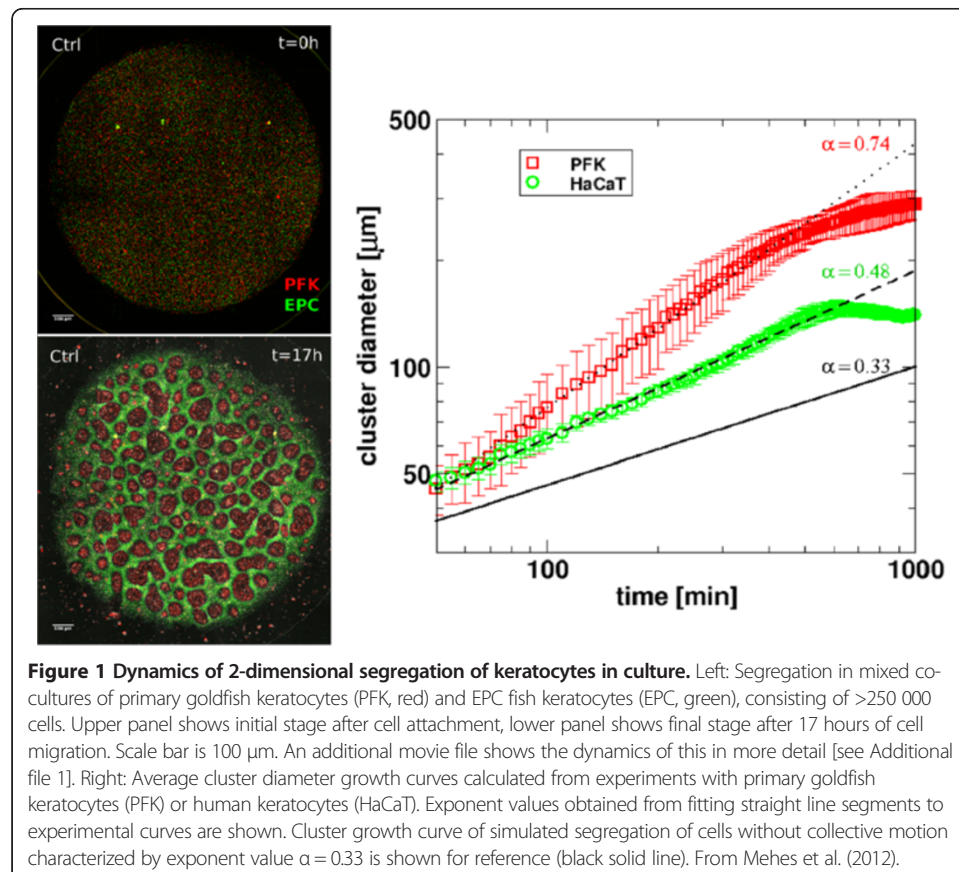 Ctrl
t=0h
PFK
EPC
Ctrl
t=17h
500
100
50
cluster diameter [µm]
PFK
HaCaT
α=0.74
α=0.48
α=0.33
100
1000
time [min]
Figure 1 Dynamics of 2-dimensional segregation of keratocytes in culture. Left: Segregation in mixed co-
cultures of primary goldfish keratocytes (PFK, red) and EPC fish keratocytes (EPC, green), consisting of >250 000
cells. Upper panel shows initial stage after cell attachment, lower panel shows final stage after 17 hours of cell
migration. Scale bar is 100 µm. An additional movie file shows the dynamics of this in more detail [see Additional
file 1]. Right: Average cluster diameter growth curves calculated from experiments with primary goldfish
keratocytes (PFK) or human keratocytes (HaCaT). Exponent values obtained from fitting straight line segments to
experimental curves are shown. Cluster growth curve of simulated segregation of cells without collective motion
characterized by exponent value α = 0.33 is shown for reference (black solid line). From Mehes et al. (2012).